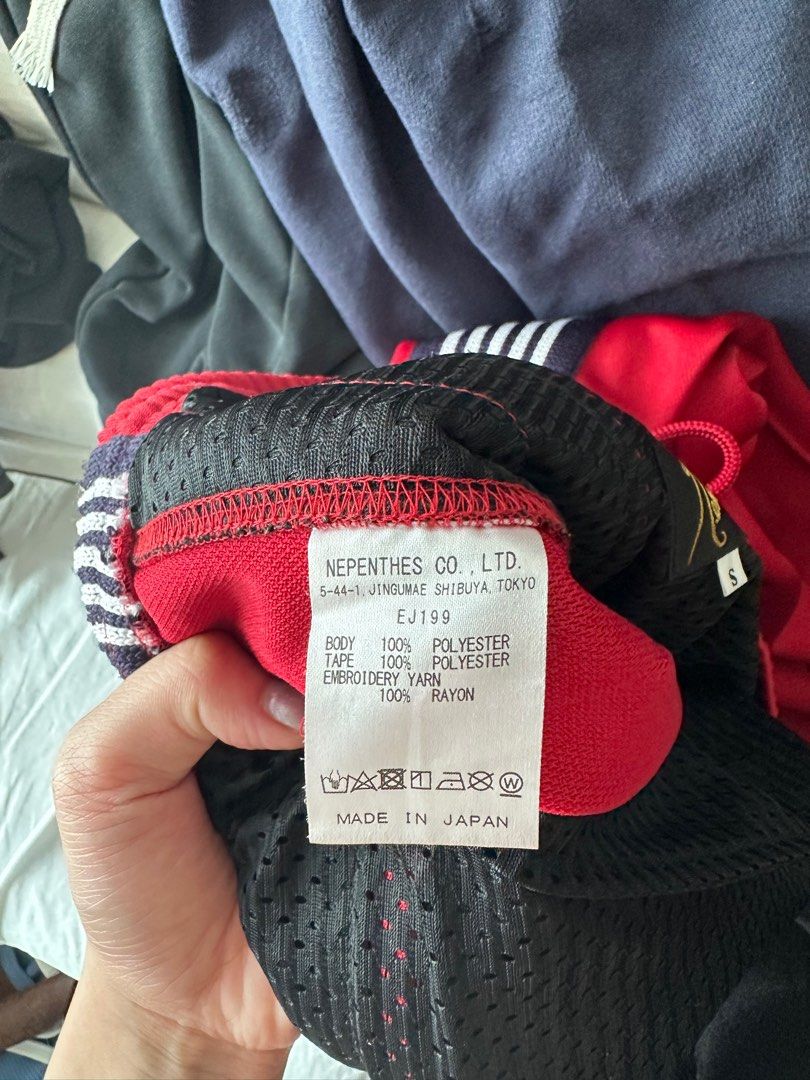 NEPENTHES CO.,LTD.
5-44-1, JINGUMAE SHIBUYA, TOKYO
EJ199
BODY 100% POLYESTER
TAPE 100% POLYESTER
EMBROIDERY YARN
100% RAYON
W
MADE IN JAPAN
S